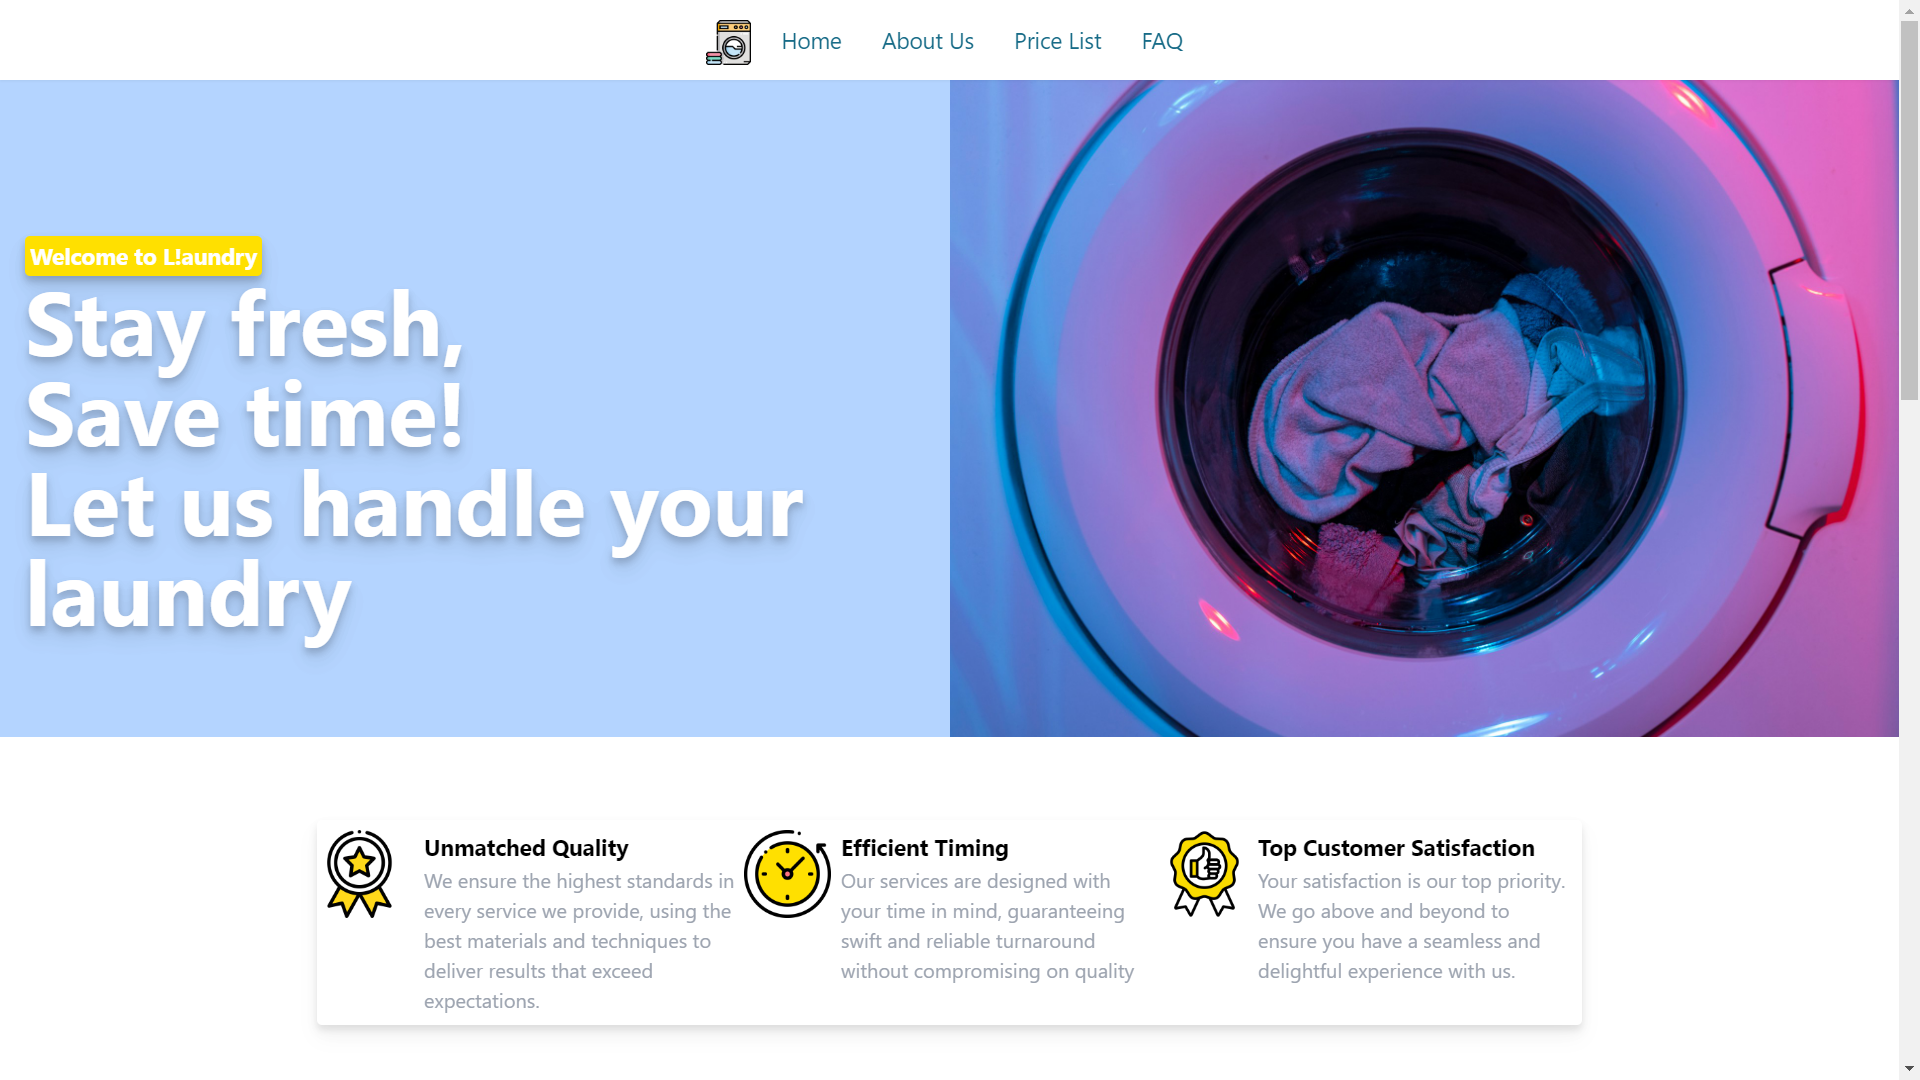 Home
About Us
Price List
FAQ
Welcome to L!aundry
Stay fresh,
Save time!
Let us handle your
laundry
Unmatched Quality
We ensure the highest standards in
every service we provide, using the
best materials and techniques to
deliver results that exceed
expectations.
Efficient Timing
Our services are designed with
your time in mind, guaranteeing
swift and reliable turnaround
without compromising on quality
Top Customer Satisfaction
Your satisfaction is our top priority.
We go above and beyond to
ensure you have a seamless and
delightful experience with us.